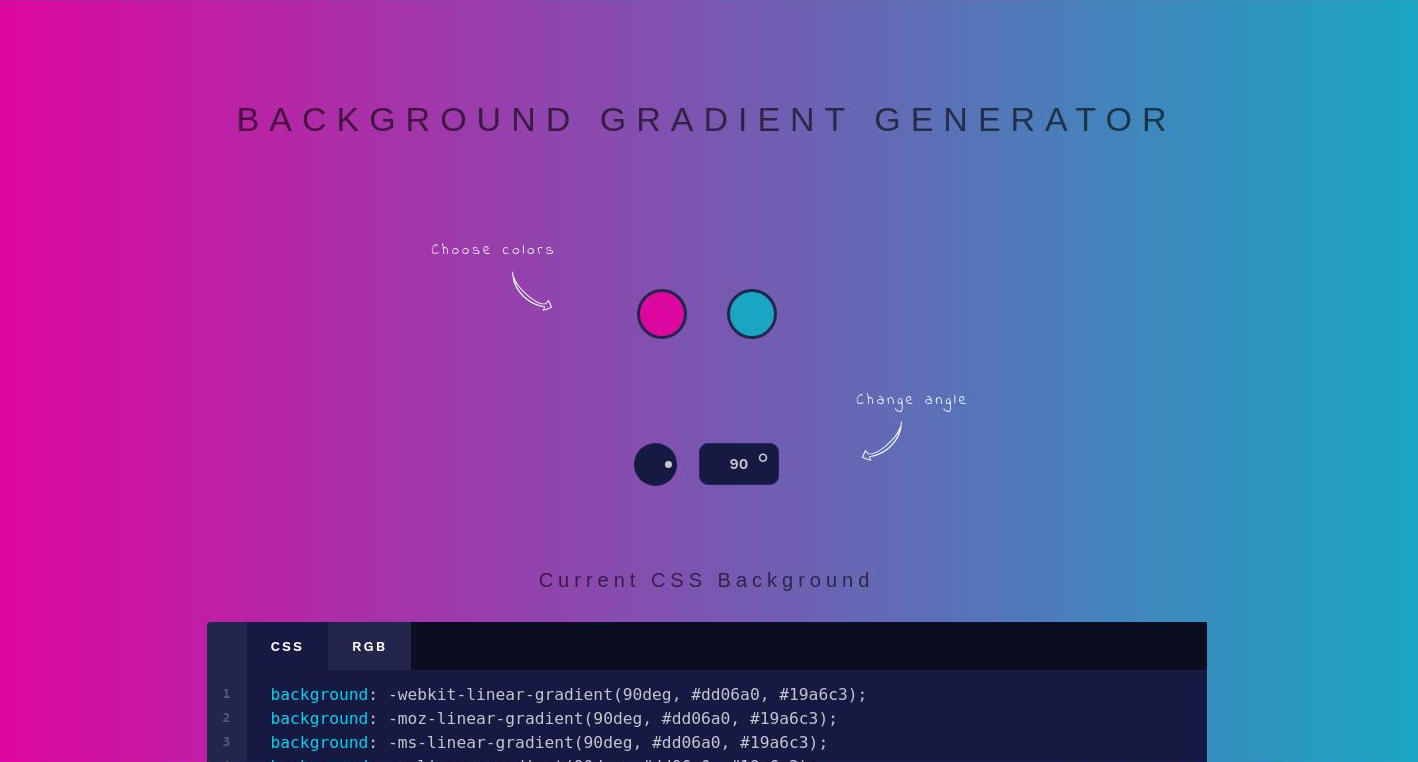 BACKGROUND GRADIENT GENERATOR
Choose colors
Change angle
90
Current CSS Background
CSS RGB
1 background: -webkit-linear-gradient(90deg, #dd06a0, #19a6c3);
2 background: -moz-linear-gradient(90deg, #dd06a0, #19a6c3);
3 background: -ms-linear-gradient(90deg, #dd06a0, #19a6c3);